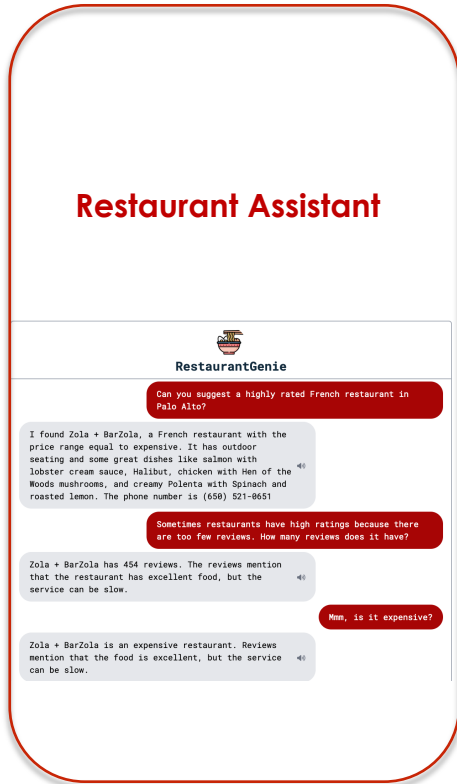 Restaurant Assistant
RestaurantGenie
Can you suggest a highly rated French restaurant in
Palo Alto?
I found Zola + BarZola, a French restaurant with the
price range equal to expensive. It has outdoor
seating and some great dishes like salmon with
lobster cream sauce, Halibut, chicken with Hen of the
Woods mushrooms, and creamy Polenta with Spinach and
roasted lemon. The phone number is (650) 521-0651
Sometimes restaurants have high ratings because there
are too few reviews. How many reviews does it have?
Zola + BarZola has 454 reviews. The reviews mention
that the restaurant has excellent food, but the
service can be slow.
Mmm, is it expensive?
Zola + BarZola is an expensive restaurant. Reviews
mention that the food is excellent, but the service
can be slow.